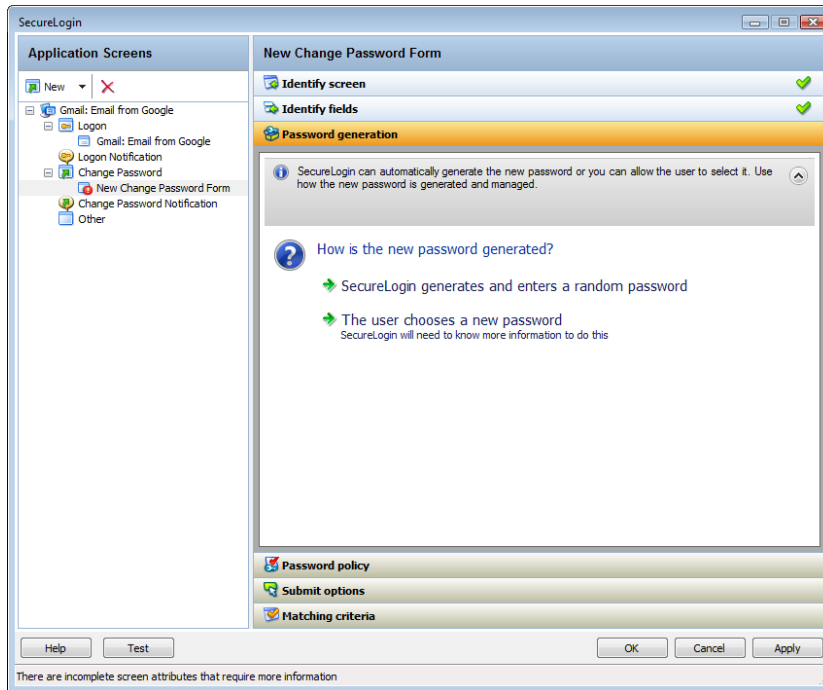 SecureLogin
Application Screens
New Change Password Form
New
Gmail: Email from Google
Logon
Gmail: Email from Google
Logon Notification
Change Password
New Change Password Form
Change Password Notification
Other
Identify screen
Identify fields
Password generation
SecureLogin can automatically generate the new password or you can allow the user to select it. Use
how the new password is generated and managed.
How is the new password generated?
SecureLogin generates and enters a random password
The user chooses a new password
SecureLogin will need to know more information to do this
Password policy
Submit options
Matching criteria
Help
Test
OK
Cancel
Apply
There are incomplete screen attributes that require more information